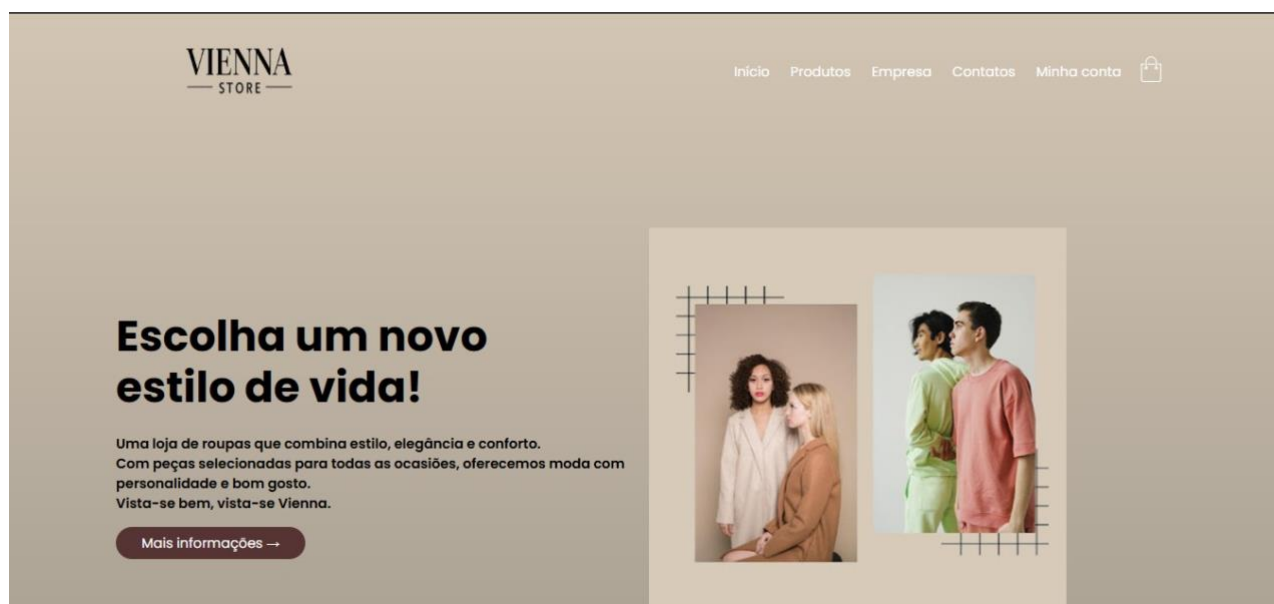 VIENNA
STORE
Início Produtos Empresa Contatos Minha conta
Escolha um novo
estilo de vida!
Uma loja de roupas que combina estilo, elegância e conforto.
Com peças selecionadas para todas as ocasiões, oferecemos moda com
personalidade e bom gosto.
Vista-se bem, vista-se Vienna.
Mais informações →